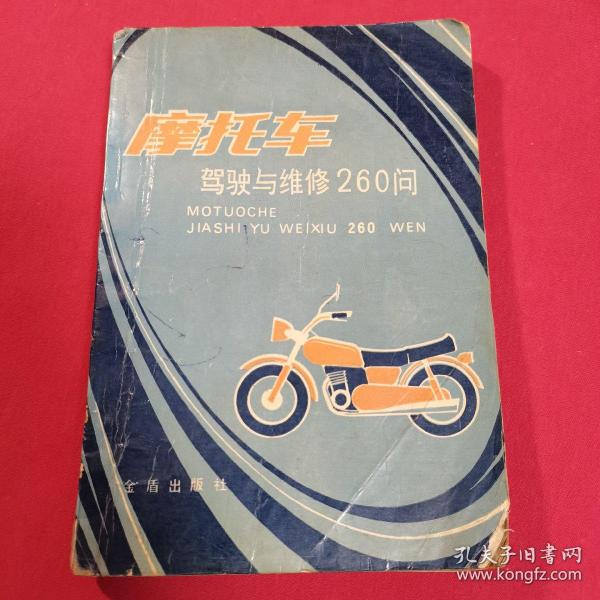 摩托车
驾驶与维修260问
MOTUOCHE
JIASHI YU WEIXIU 260 WEN
金盾出版社
孔夫子旧书网
www.kongfz.com